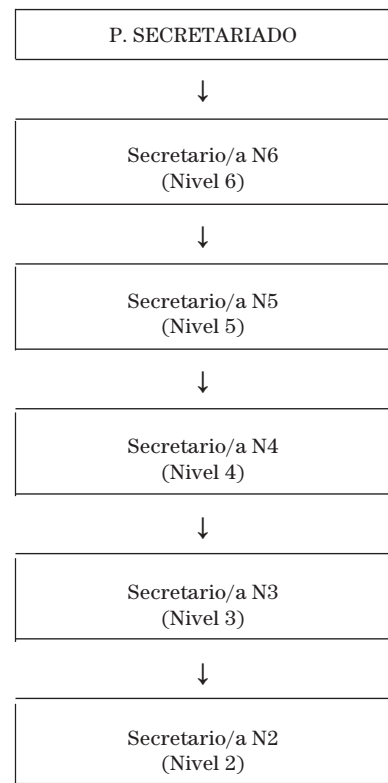 P. SECRETARIADO
↓
Secretario/a N6
(Nivel 6)
↓
Secretario/a N5
(Nivel 5)
↓
Secretario/a N4
(Nivel 4)
↓
Secretario/a N3
(Nivel 3)
↓
Secretario/a N2
(Nivel 2)